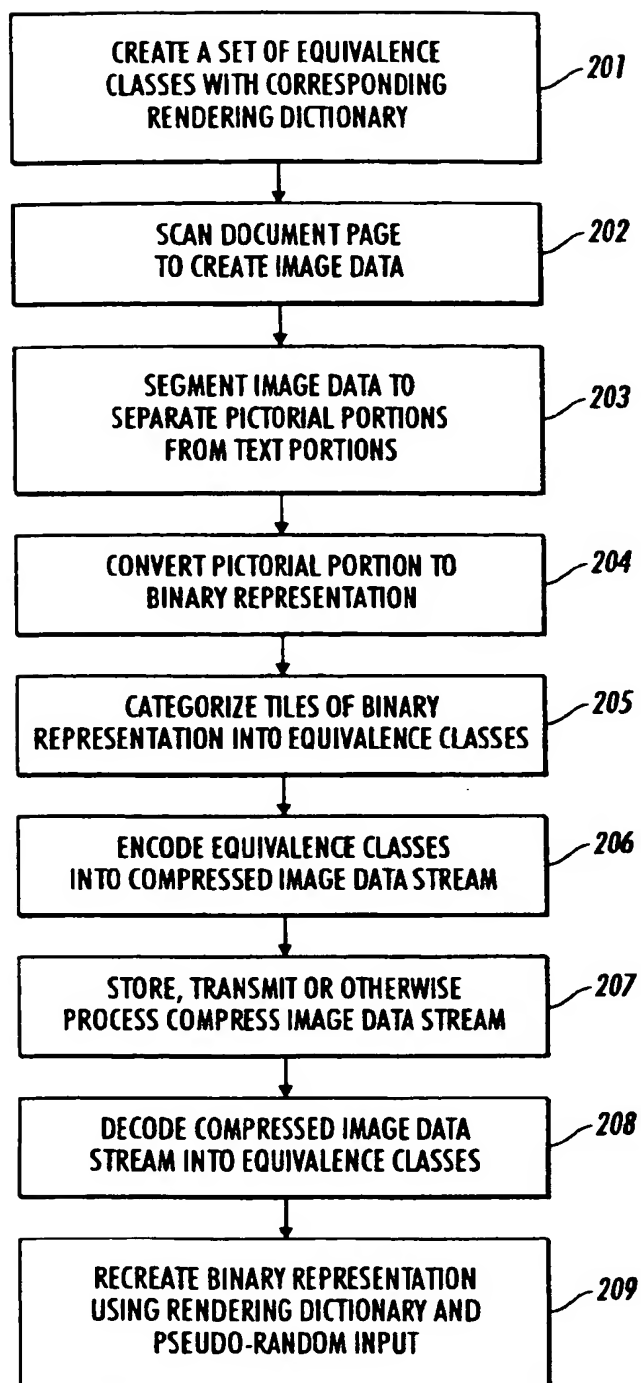 CREATE A SET OF EQUIVALENCE
CLASSES WITH CORRESPONDING
RENDERING DICTIONARY
201
SCAN DOCUMENT PAGE
TO CREATE IMAGE DATA
202
SEGMENT IMAGE DATA TO
SEPARATE PICTORIAL PORTIONS
FROM TEXT PORTIONS
203
CONVERT PICTORIAL PORTION TO
BINARY REPRESENTATION
204
CATEGORIZE TILES OF BINARY
REPRESENTATION INTO EQUIVALENCE CLASSES
205
ENCODE EQUIVALENCE CLASSES
INTO COMPRESSED IMAGE DATA STREAM
206
STORE, TRANSMIT OR OTHERWISE
PROCESS COMPRESS IMAGE DATA STREAM
207
DECODE COMPRESSED IMAGE DATA
STREAM INTO EQUIVALENCE CLASSES
208
RECREATE BINARY REPRESENTATION
USING RENDERING DICTIONARY AND
PSEUDO-RANDOM INPUT
209